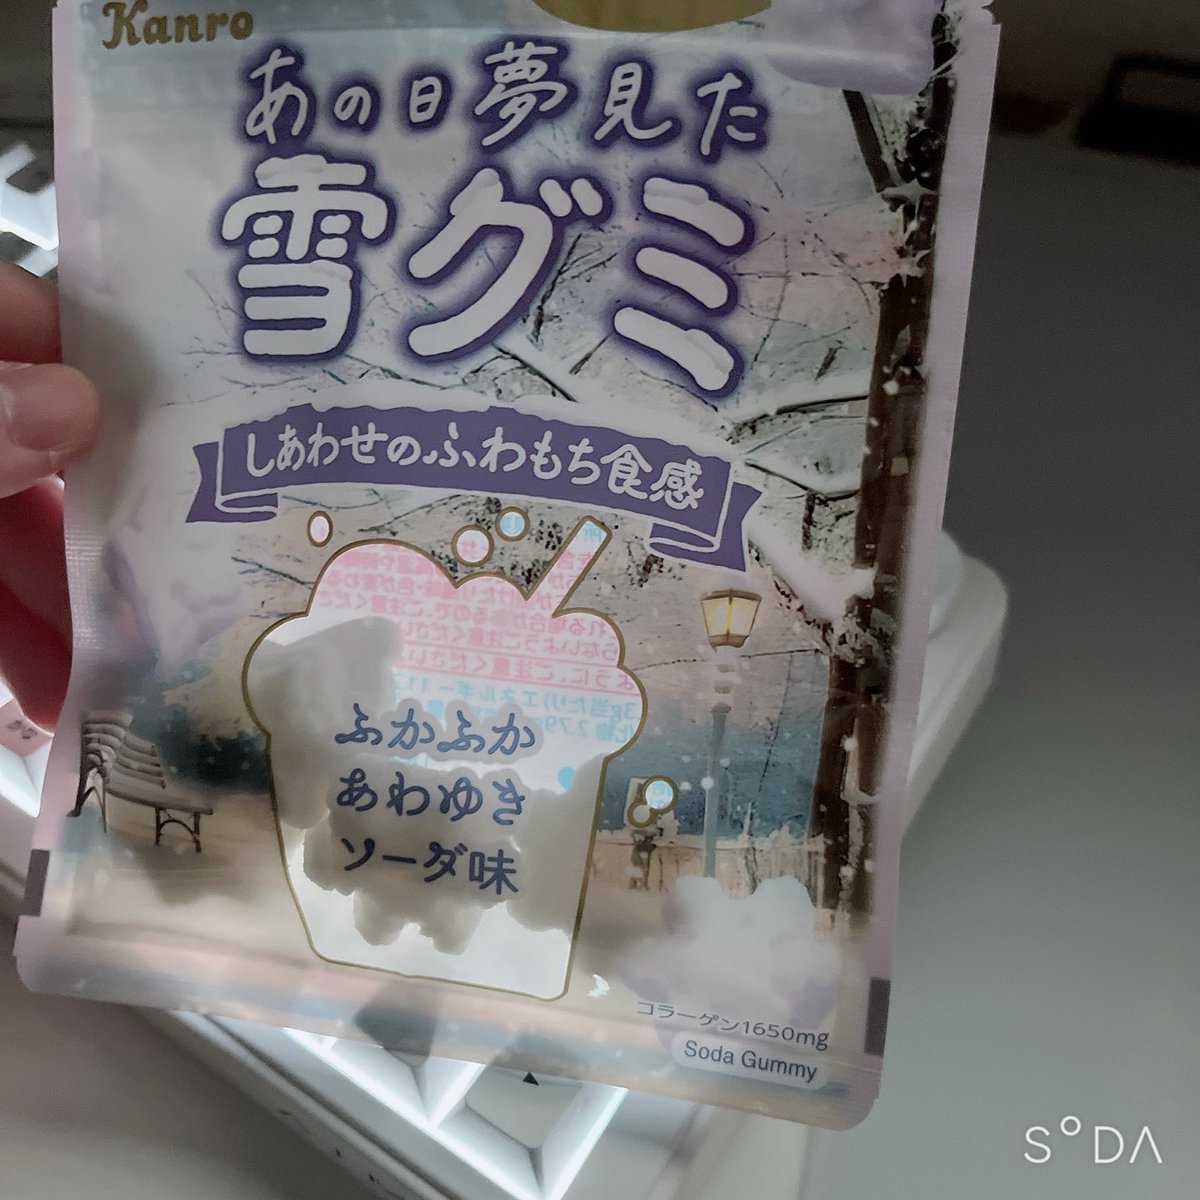 Kanro
あの日夢見た
雪グミ
しあわせのふわもち食感
ふかふか
あわゆき
ソーダ味
コラーゲン1650mg
Soda Gummy
SODA